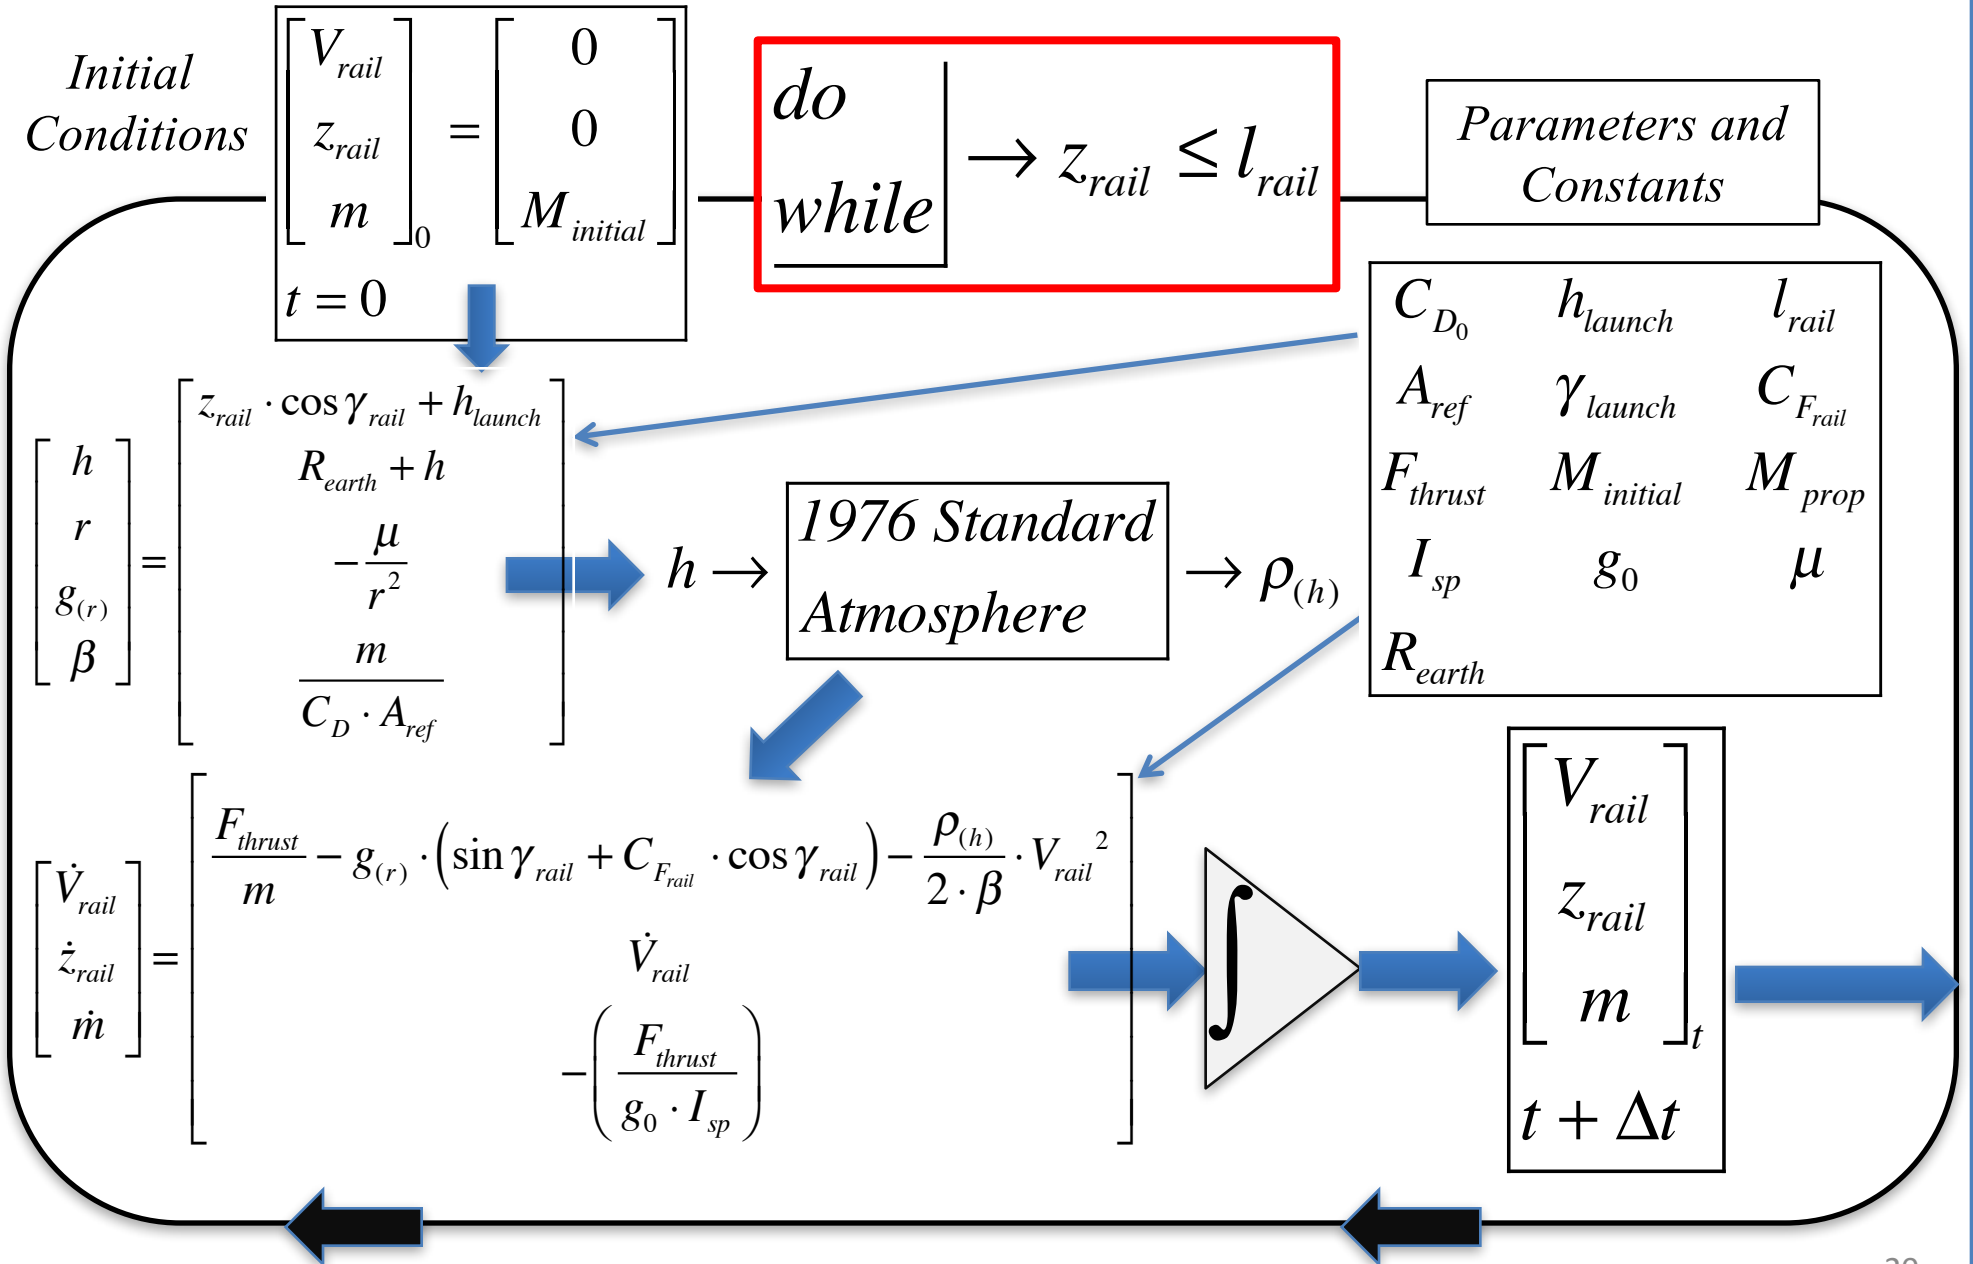 Initial
Conditions
[V_rail, z_rail, m]_0 = [0, 0, M_initial]
t = 0
do
while → z_rail ≤ l_rail
Parameters and
Constants
C_D_0 h_launch l_rail
A_ref γ_launch C_F_rail
F_thrust M_initial M_prop
I_sp g_0 μ
R_earth
[h, r, g_(r), β] = [z_rail · cos γ_rail + h_launch, R_earth + h, −μ/r², m/(C_D · A_ref)]
h → 1976 Standard
Atmosphere → ρ_(h)
[V̇_rail, ż_rail, ṁ] = [F_thrust/m − g_(r) · (sin γ_rail + C_F_rail · cos γ_rail) − ρ_(h)/(2 · β) · V_rail², V̇_rail, −(F_thrust/(g_0 · I_sp))]
∫
[V_rail, z_rail, m]_t
t + Δt